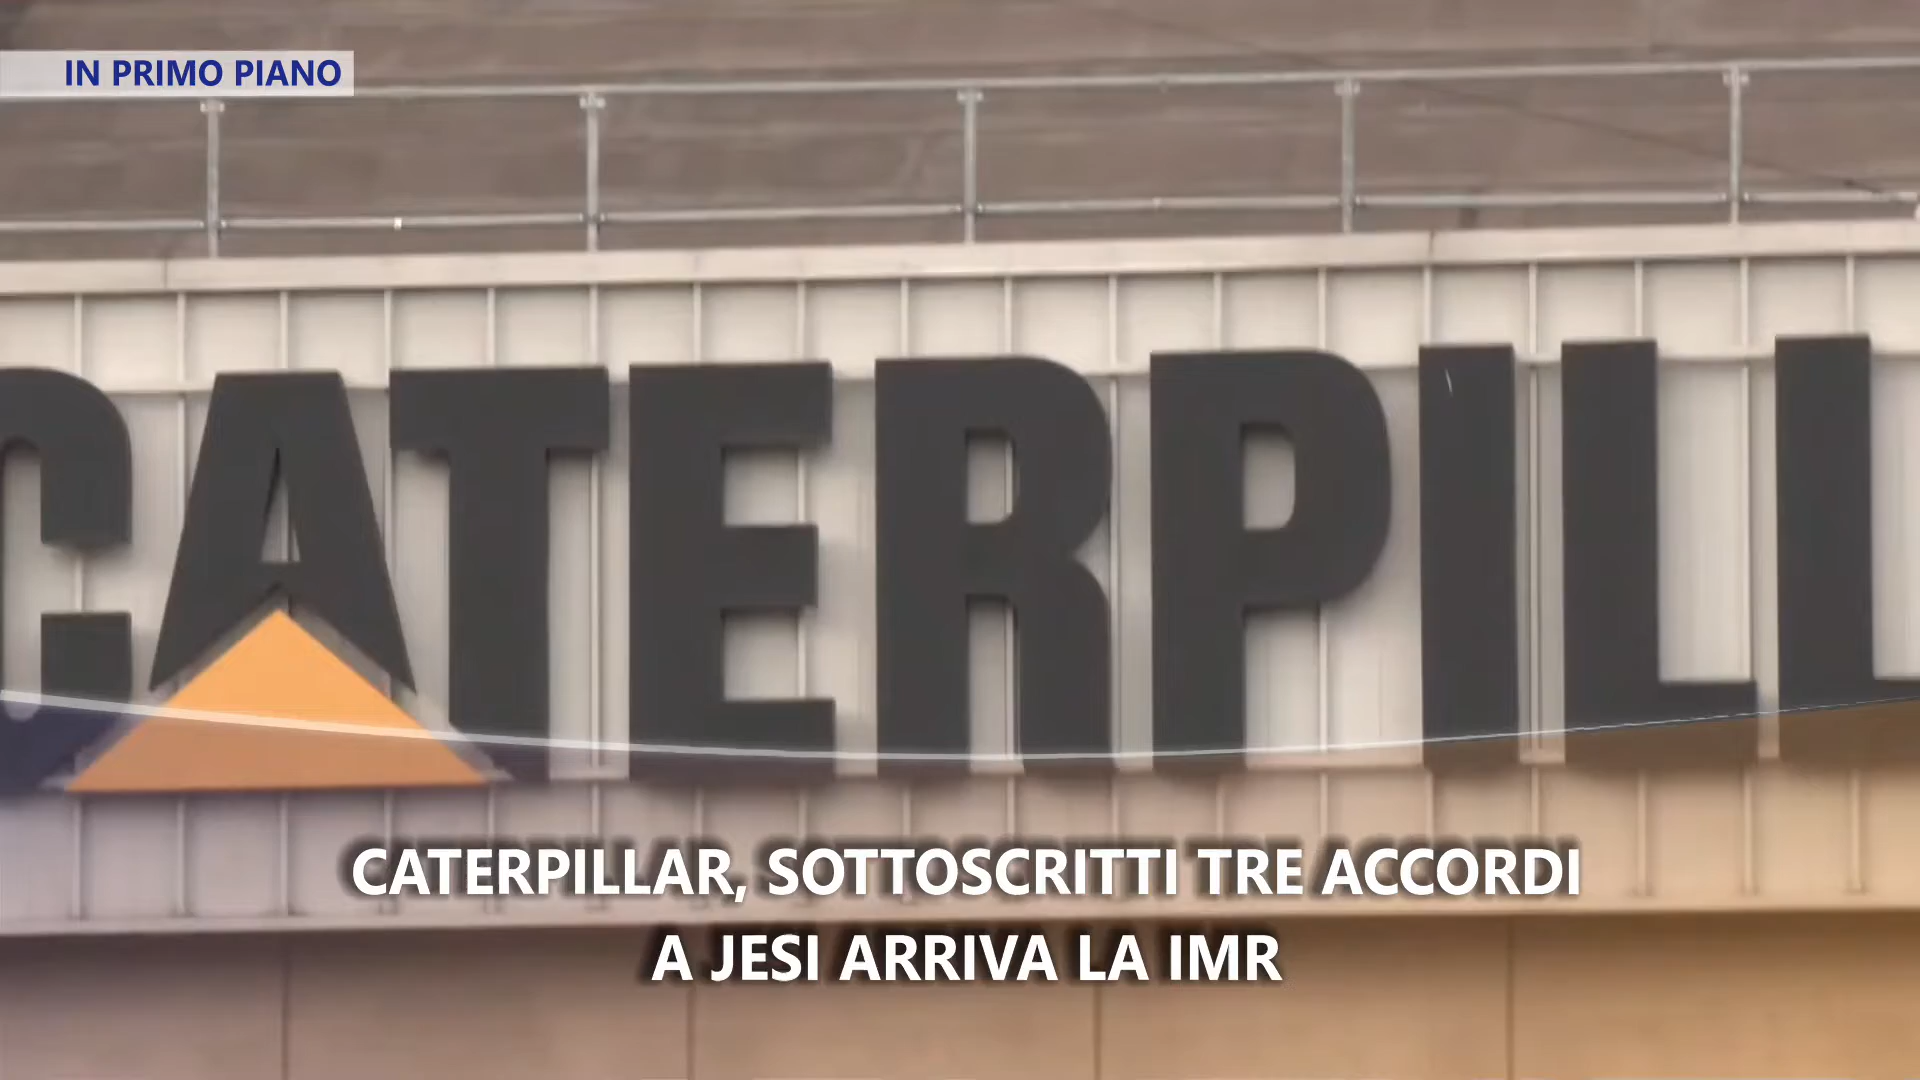 IN PRIMO PIANO
CATERPILL
CATERPILLAR, SOTTOSCRITTI TRE ACCORDI
A JESI ARRIVA LA IMR